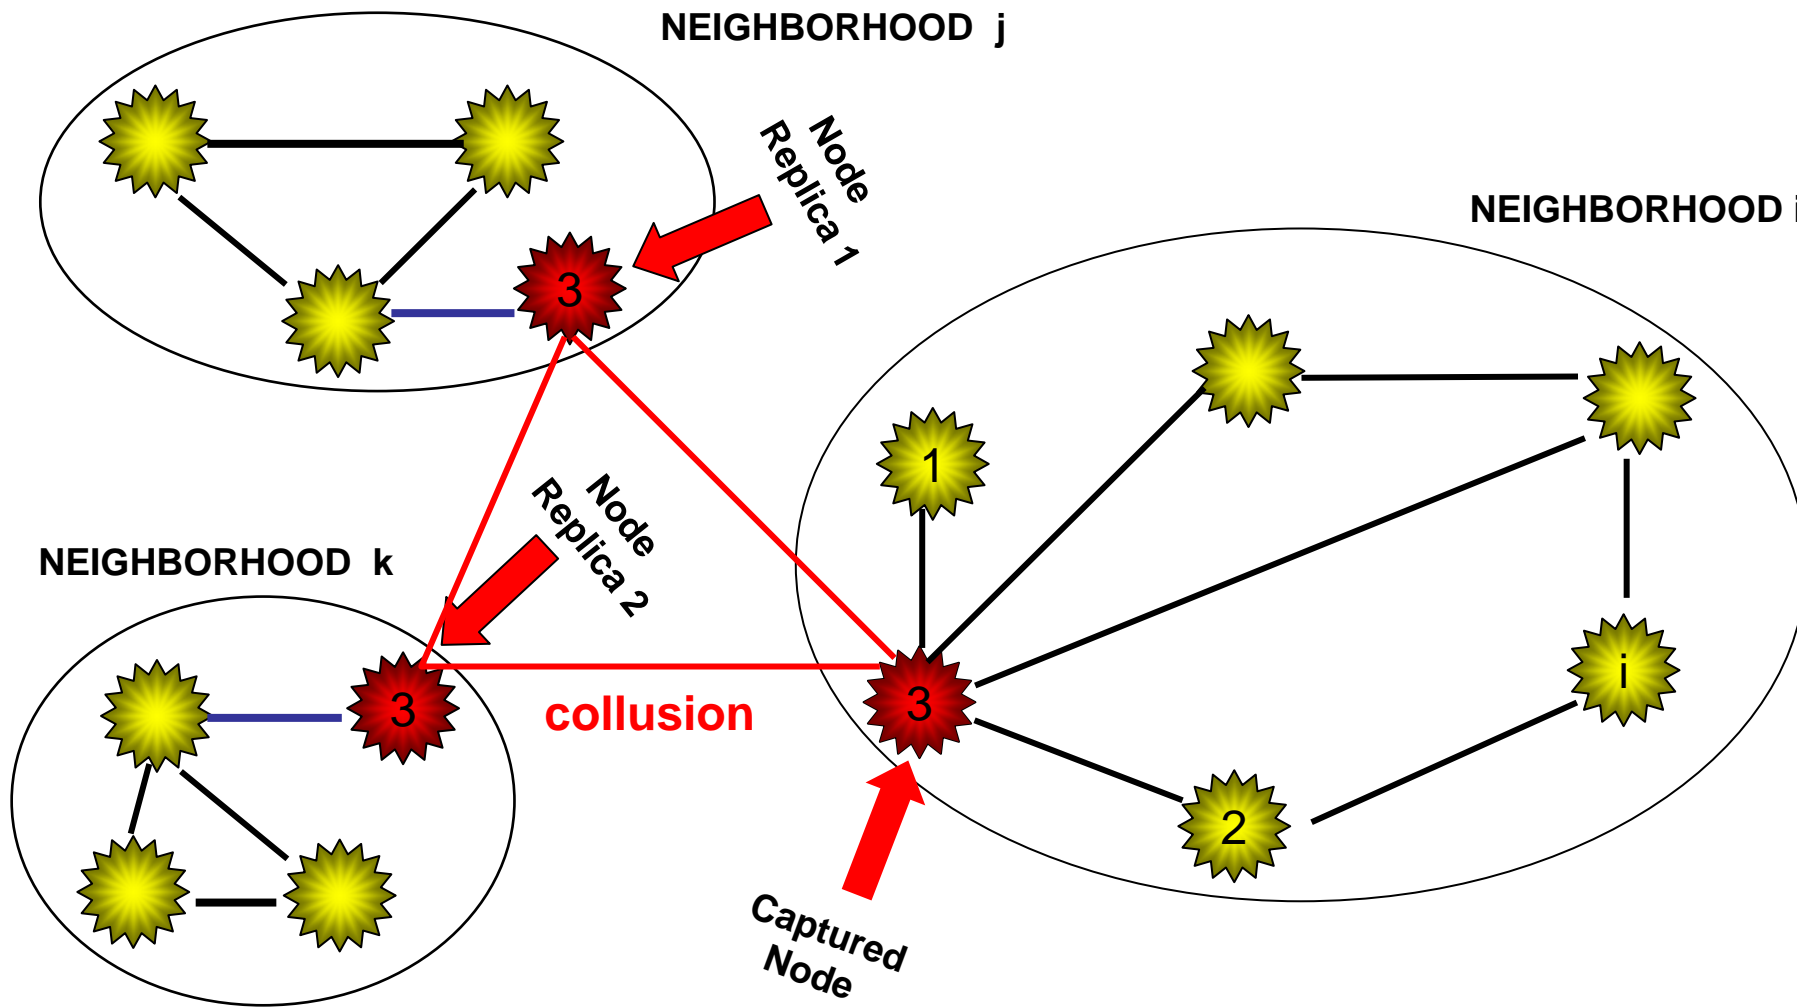 NEIGHBORHOOD j
Node
Replica 1
NEIGHBORHOOD i
3
1
Node
Replica 2
NEIGHBORHOOD k
3
collusion
3
i
2
Captured
Node